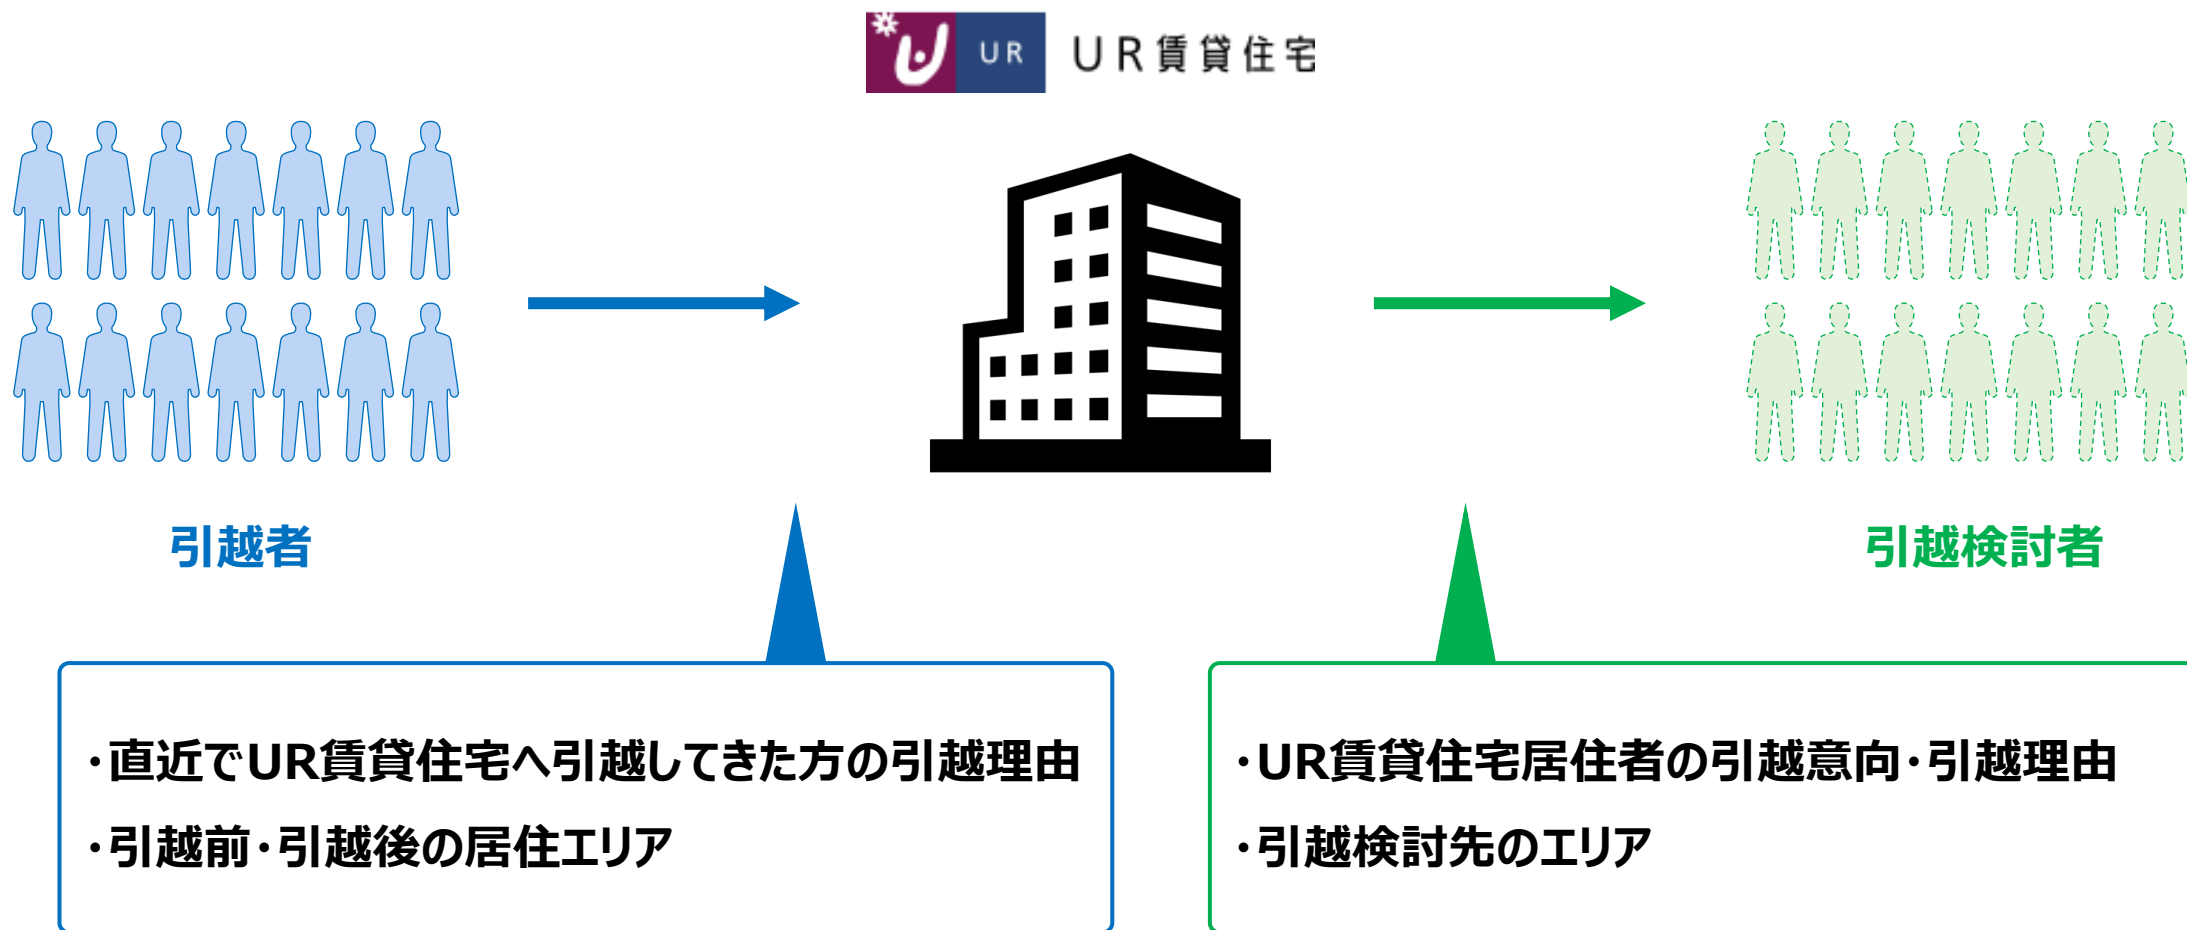 UR UR賃貸住宅
引越者
引越検討者
・直近でUR賃貸住宅へ引越してきた方の引越理由
・引越前・引越後の居住エリア
・UR賃貸住宅居住者の引越意向・引越理由
・引越検討先のエリア